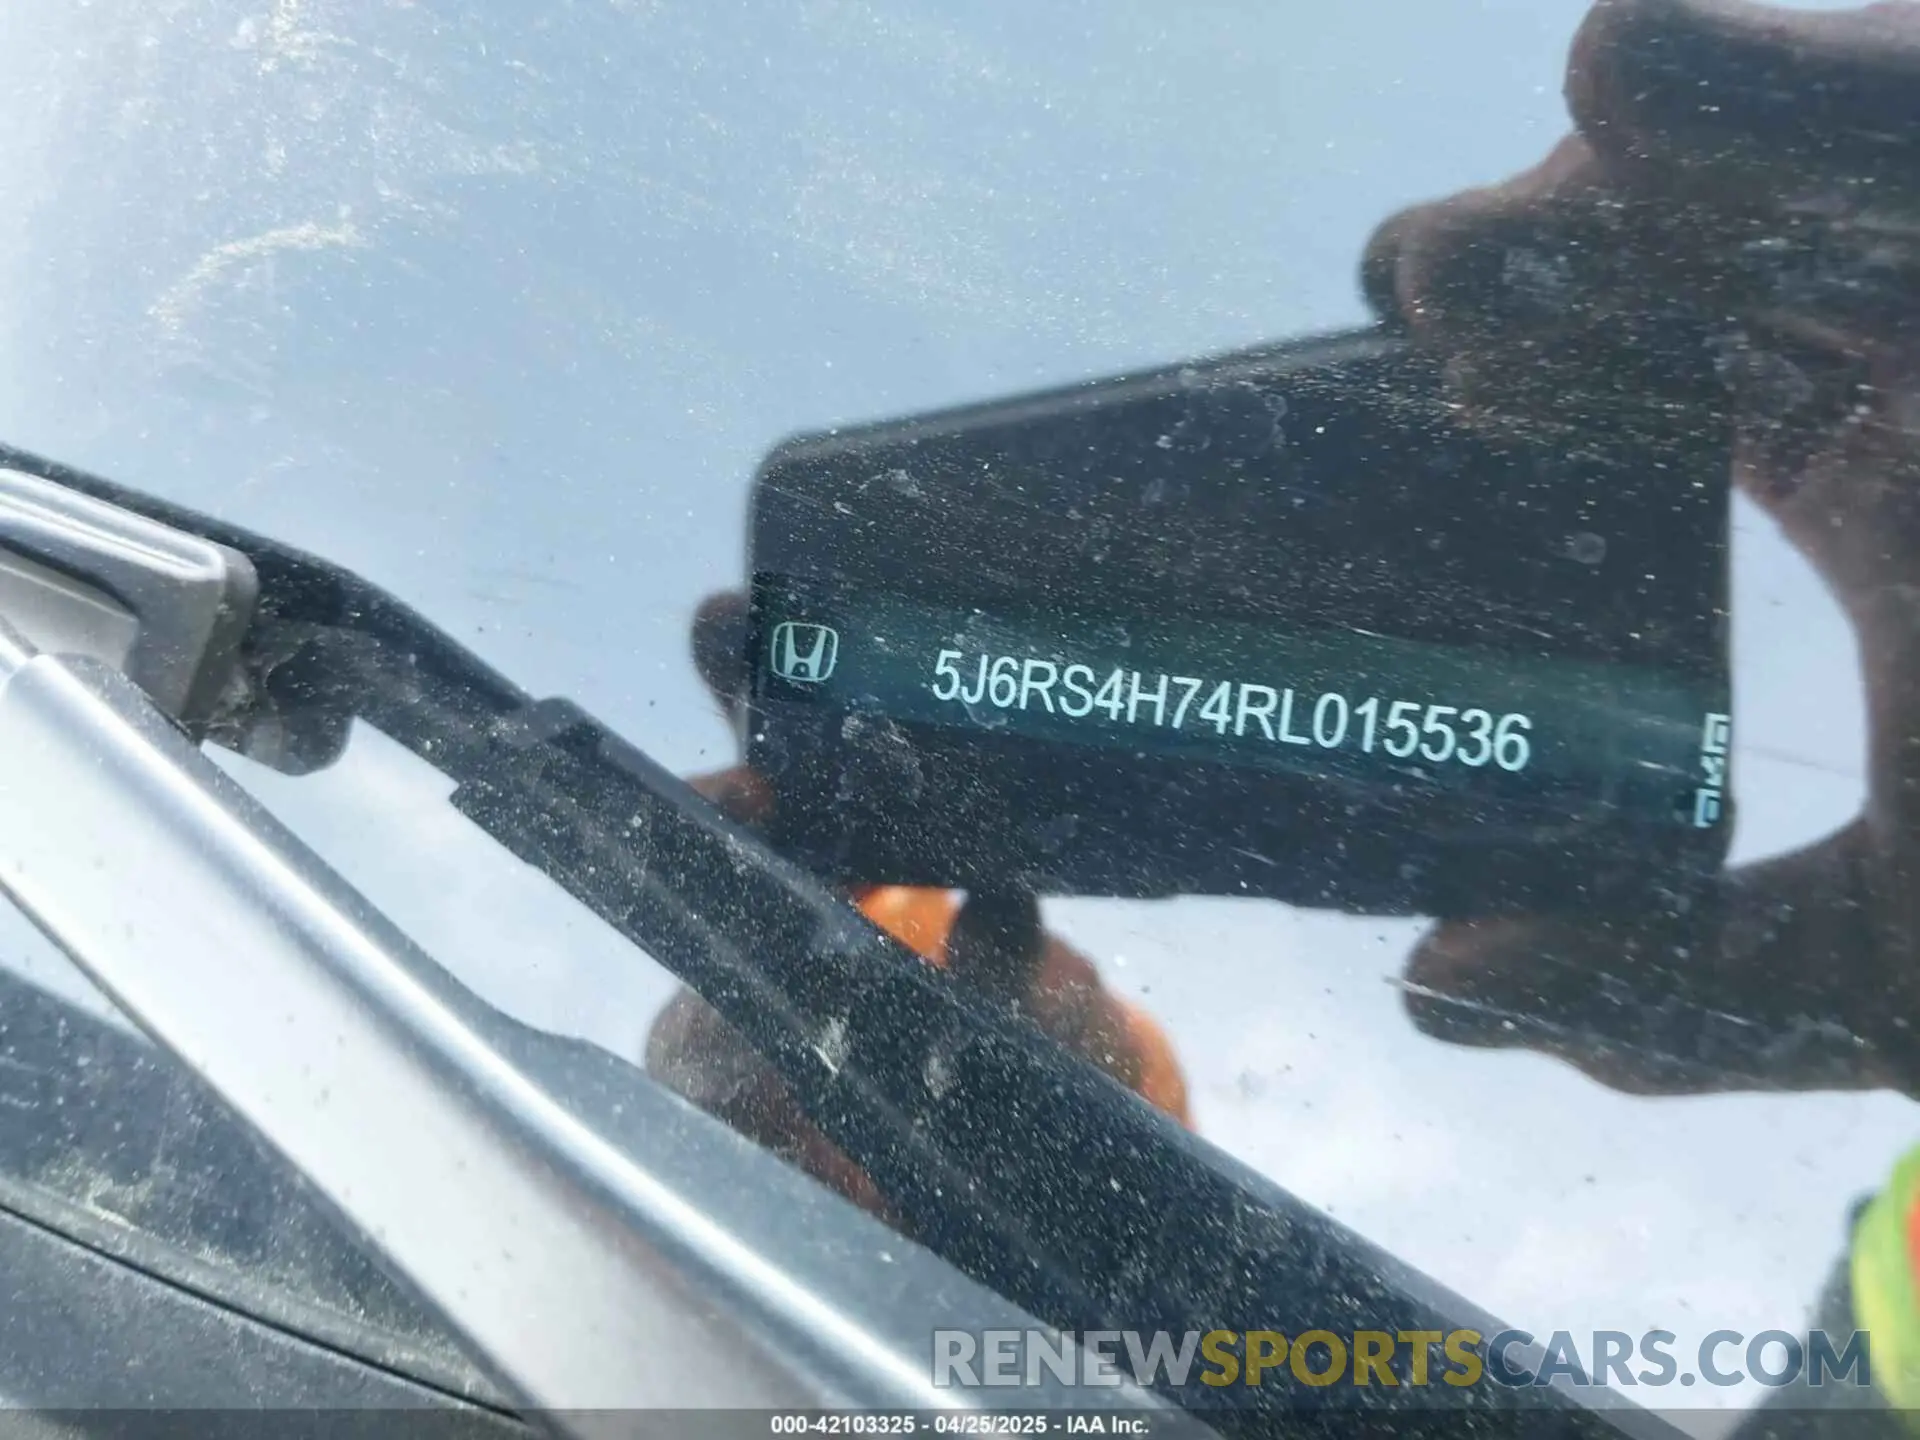 5J6RS4H74RL015536
RENEWSPORTSCARS.COM
000-42103325 - 04/25/2025 - IAA Inc.